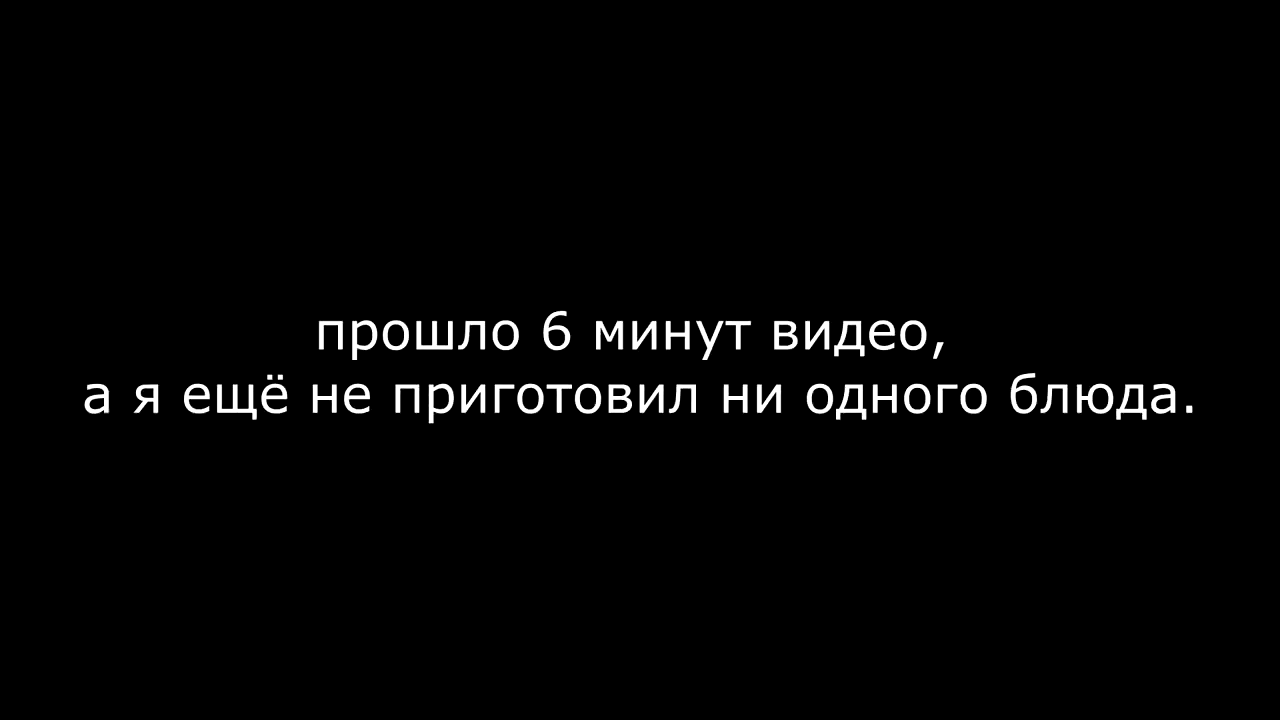 прошло 6 минут видео,
а я ещё не приготовил ни одного блюда.